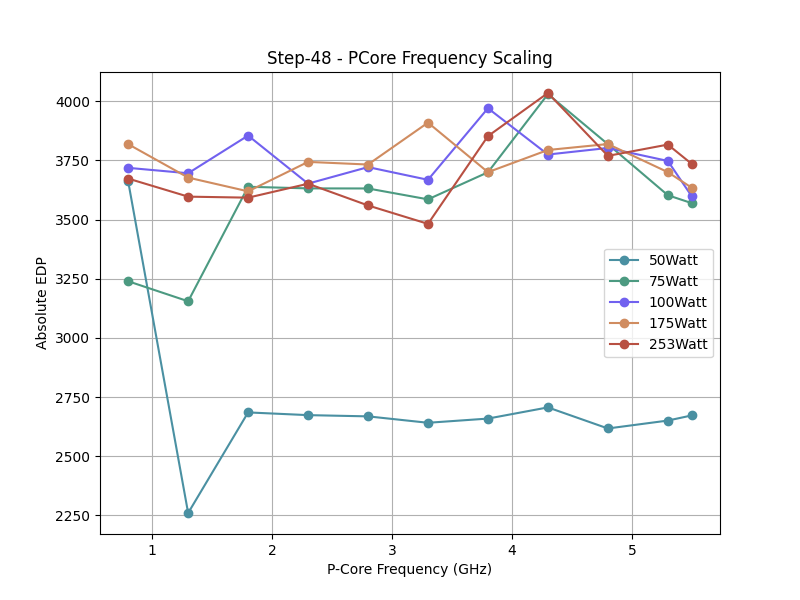 Step-48 - PCore Frequency Scaling
Absolute EDP
4000
3750
3500
3250
3000
2750
2500
2250
50Watt
75Watt
100Watt
175Watt
253Watt
1 2 3 4 5
P-Core Frequency (GHz)